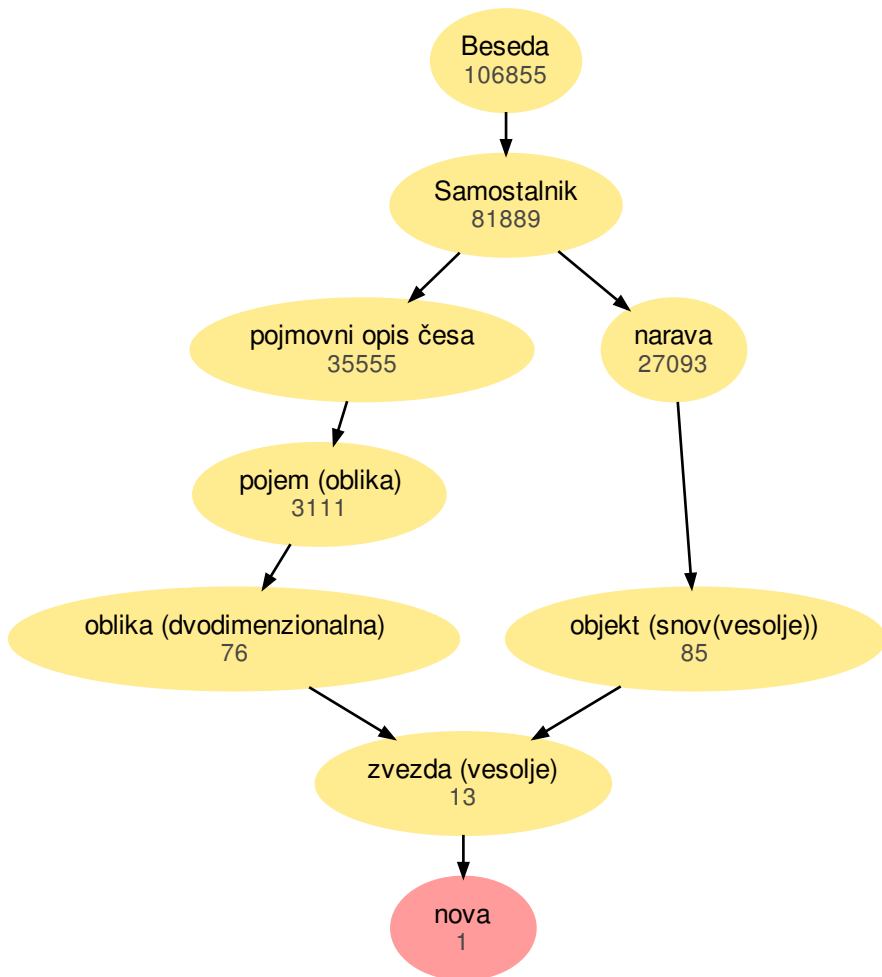 Beseda
106855
Samostalnik
81889
pojmovni opis česa
35555
narava
27093
pojem (oblika)
3111
oblika (dvodimenzionalna)
76
objekt (snov(vesolje))
85
zvezda (vesolje)
13
nova
1